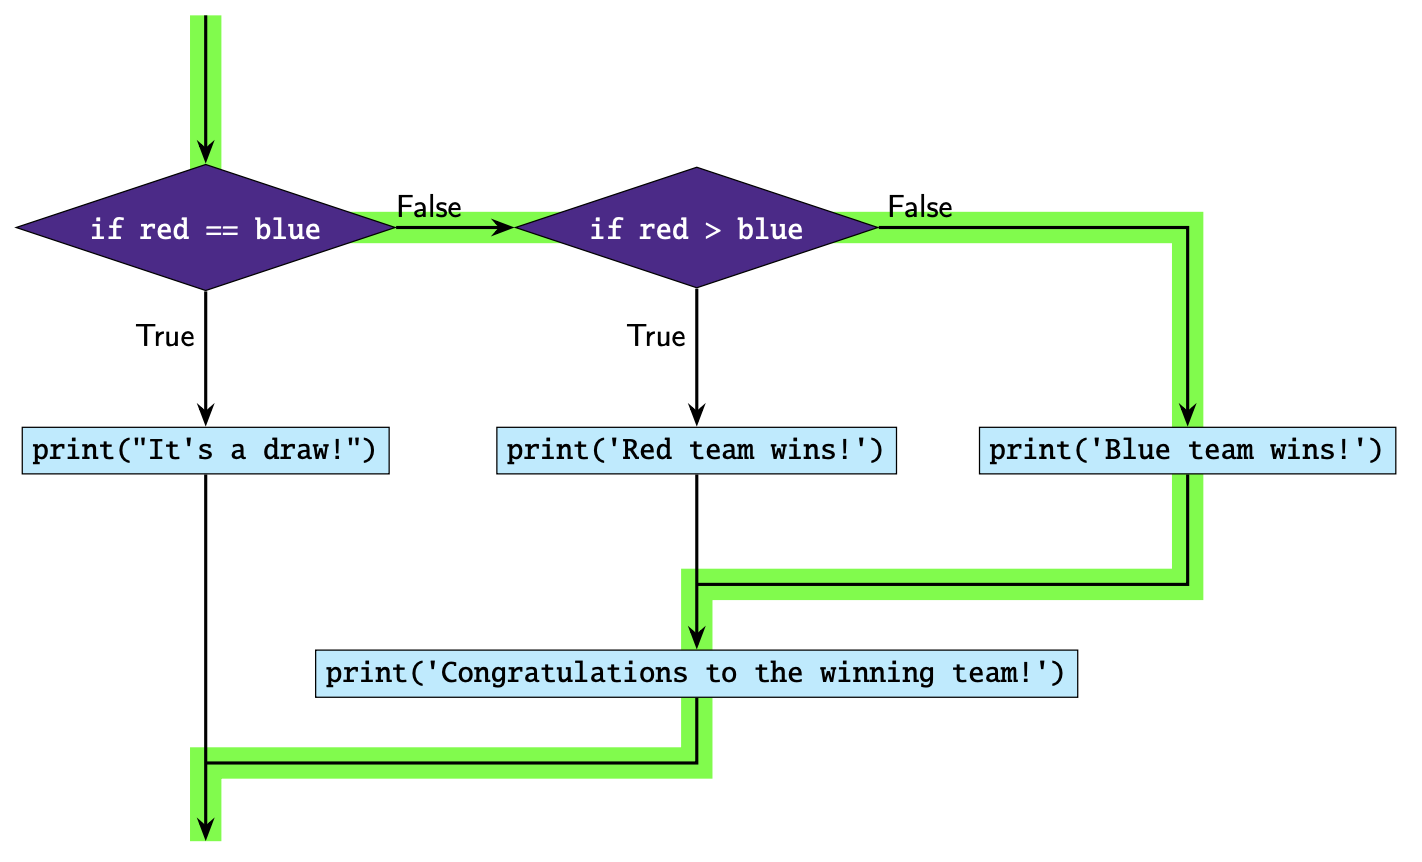 False
False
if red == blue
if red > blue
True
True
print("It's a draw!")
print('Red team wins!')
print('Blue team wins!')
print('Congratulations to the winning team!')